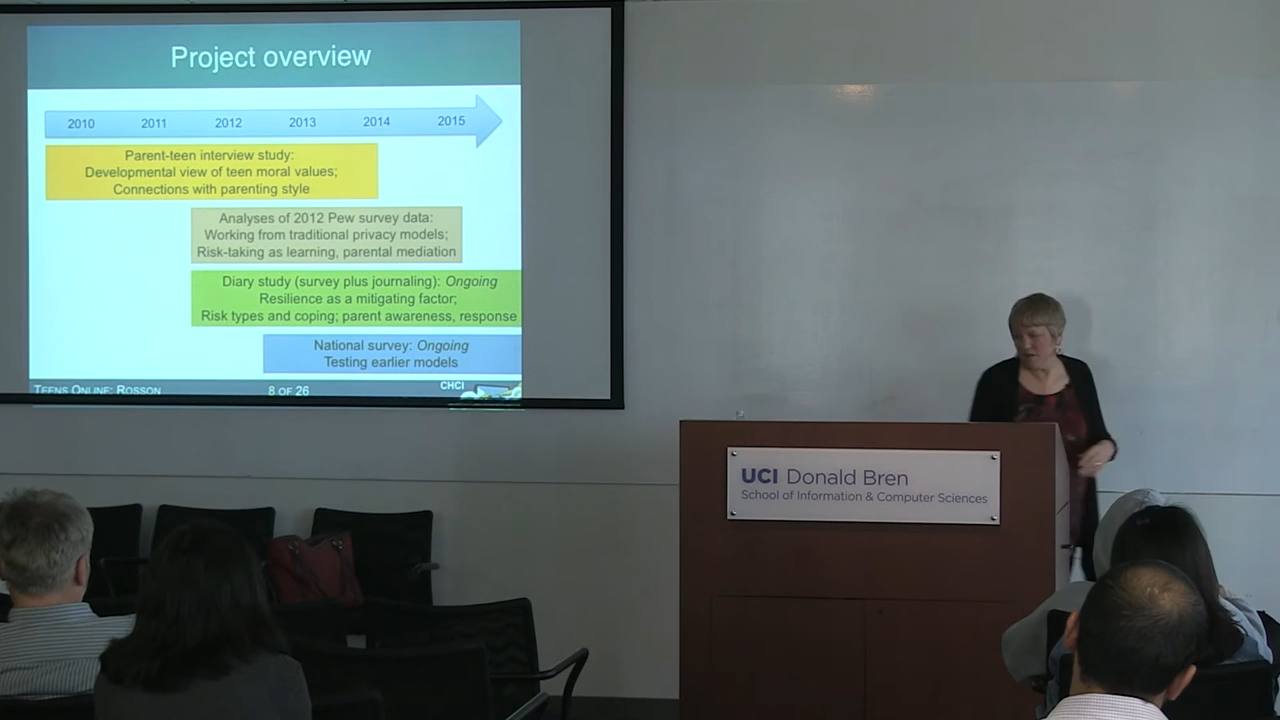 Project overview
2010 2011 2012 2013 2014 2015
Parent-teen interview study:
Developmental view of teen moral values;
Connections with parenting style
Analyses of 2012 Pew survey data:
Working from traditional privacy models;
Risk-taking as learning, parental mediation
Diary study (survey plus journaling): Ongoing
Resilience as a mitigating factor;
Risk types and coping; parent awareness, response
National survey: Ongoing
Testing earlier models
TEENS ONLINE: ROSSON 8 OF 26 CHCI
UCI Donald Bren
School of Information & Computer Sciences